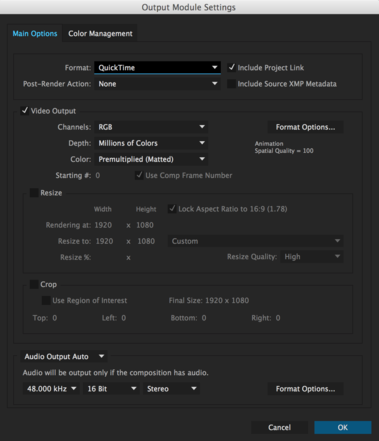 Output Module Settings
Main Options Color Management
Format: QuickTime Include Project Link
Post-Render Action: None Include Source XMP Metadata
Video Output
Channels: RGB Format Options...
Depth: Millions of Colors Animation
Spatial Quality = 100
Color: Premultiplied (Matted)
Starting #: 0 Use Comp Frame Number
Resize
Width Height Lock Aspect Ratio to 16:9 (1.78)
Rendering at: 1920 x 1080
Resize to: 1920 x 1080 Custom
Resize %: x Resize Quality: High
Crop
Use Region of Interest Final Size: 1920 x 1080
Top: 0 Left: 0 Bottom: 0 Right: 0
Audio Output Auto
Audio will be output only if the composition has audio.
48.000 kHz 16 Bit Stereo Format Options...
Cancel OK